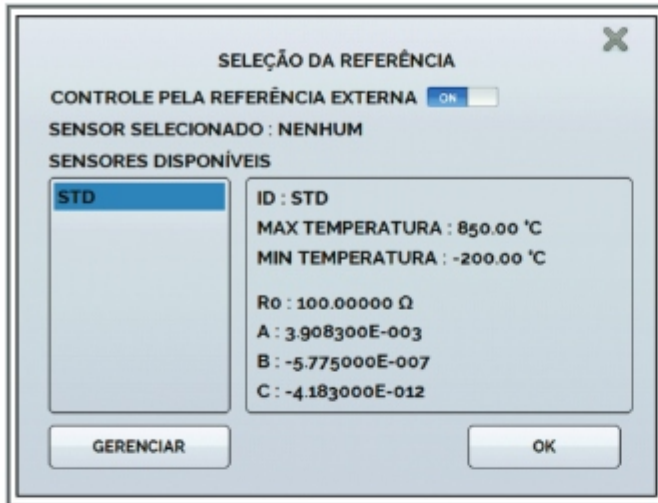 SELEÇÃO DA REFERÊNCIA
CONTROLE PELA REFERÊNCIA EXTERNA ON
SENSOR SELECIONADO : NENHUM
SENSORES DISPONÍVEIS
STD
ID : STD
MAX TEMPERATURA : 850.00 °C
MIN TEMPERATURA : -200.00 °C
R0 : 100.00000 Ω
A : 3.908300E-003
B : -5.775000E-007
C : -4.183000E-012
GERENCIAR
OK